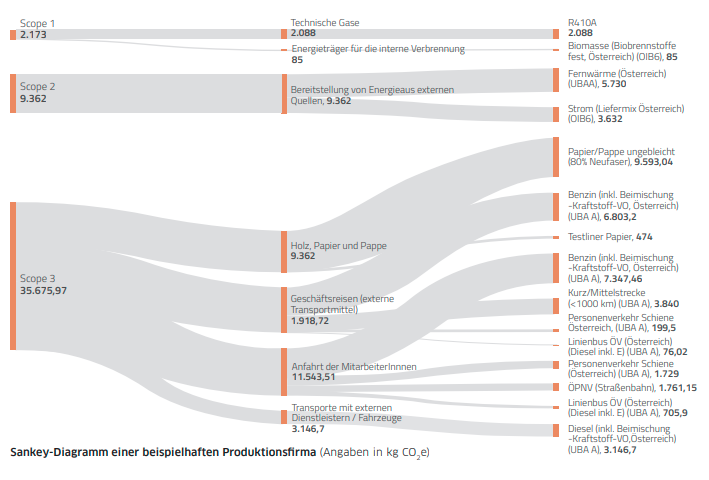 Scope 1
2.173
Technische Gase
2.088
R410A
2.088
Energieträger für die interne Verbrennung
85
Biomasse (Biobrennstoffe
fest, Österreich) (OIB6), 85
Scope 2
9.362
Bereitstellung von Energieaus externen
Quellen, 9.362
Fernwärme (Österreich)
(UBAA), 5.730
Strom (Liefermix Österreich)
(OIB6), 3.632
Scope 3
35.675,97
Holz, Papier und Pappe
9.362
Geschäftsreisen (externe
Transportmittel)
1.918,72
Anfahrt der MitarbeiterInnnen
11.543,51
Transporte mit externen
Dienstleistern / Fahrzeuge
3.146,7
Papier/Pappe ungebleicht
(80% Neufaser), 9.593,04
Benzin (inkl. Beimischung
-Kraftstoff-VO, Österreich)
(UBA A), 6.803,2
Testliner Papier, 474
Benzin (inkl. Beimischung
-Kraftstoff-VO, Österreich)
(UBA A), 7.347,46
Kurz/Mittelstrecke
(<1000 km) (UBA A), 3.840
Personenverkehr Schiene
Österreich, (UBA A), 199,5
Linienbus ÖV (Österreich)
(Diesel inkl. E) (UBA A), 76,02
Personenverkehr Schiene
(Österreich) (UBA A), 1.729
ÖPNV (Straßenbahn), 1.761,15
Linienbus ÖV (Österreich)
(Diesel inkl. E) (UBA A), 705,9
Diesel (inkl. Beimischung
-Kraftstoff-VO,Österreich)
(UBA A), 3.146,7
Sankey-Diagramm einer beispielhaften Produktionsfirma (Angaben in kg CO2e)